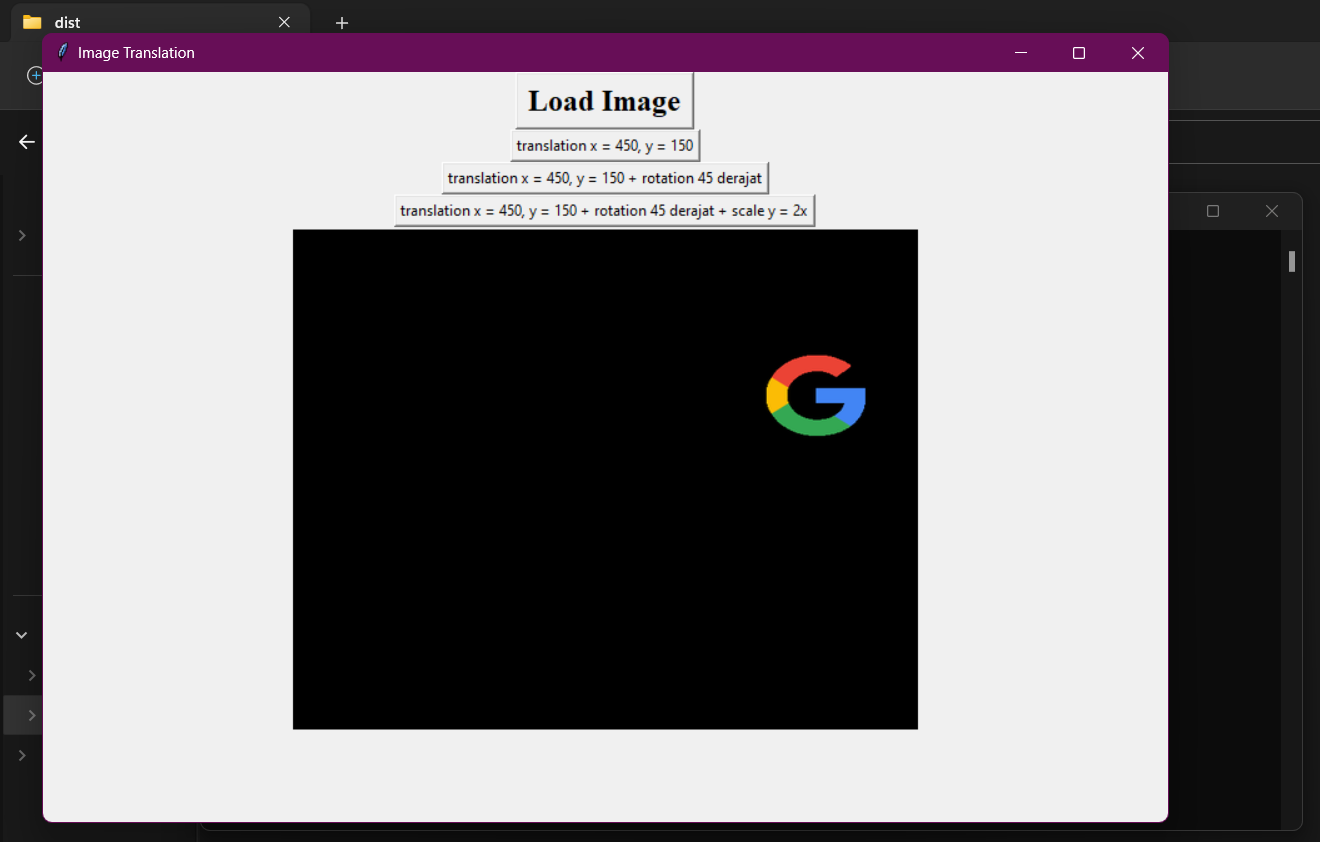 dist
Image Translation
Load Image
translation x = 450, y = 150
translation x = 450, y = 150 + rotation 45 derajat
translation x = 450, y = 150 + rotation 45 derajat + scale y = 2x
G